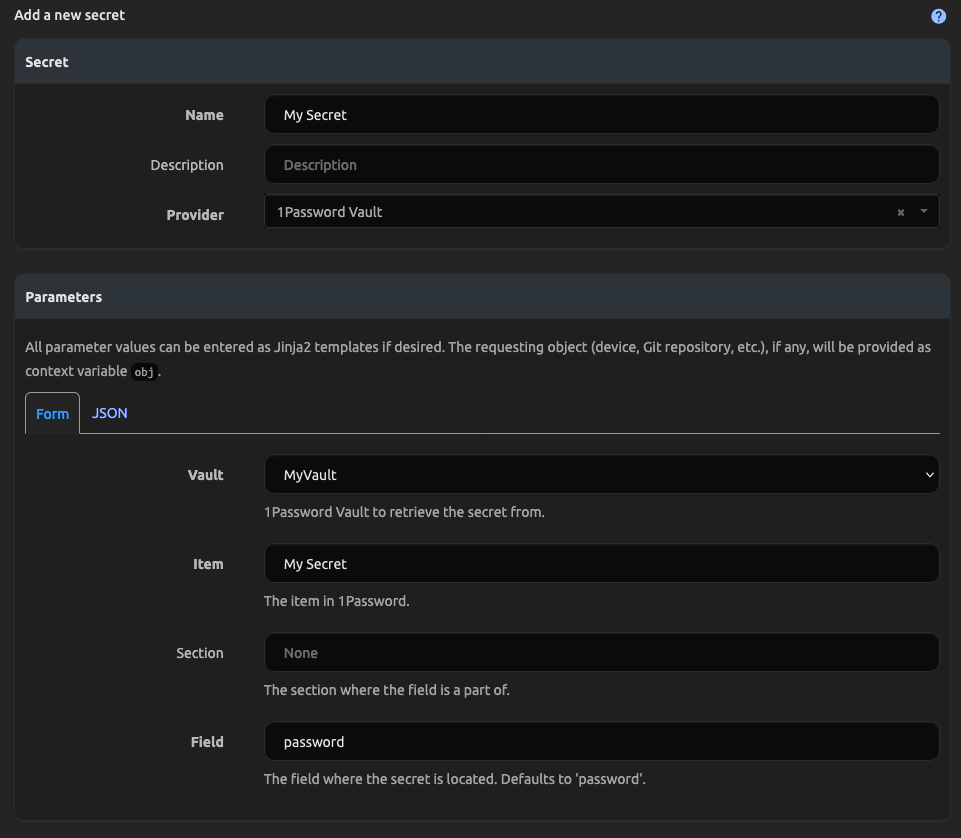 Add a new secret
?
Secret
Name
My Secret
Description
Description
Provider
1Password Vault
×
Parameters
All parameter values can be entered as Jinja2 templates if desired. The requesting object (device, Git repository, etc.), if any, will be provided as
context variable obj.
Form
JSON
Vault
MyVault
1Password Vault to retrieve the secret from.
Item
My Secret
The item in 1Password.
Section
None
The section where the field is a part of.
Field
password
The field where the secret is located. Defaults to 'password'.